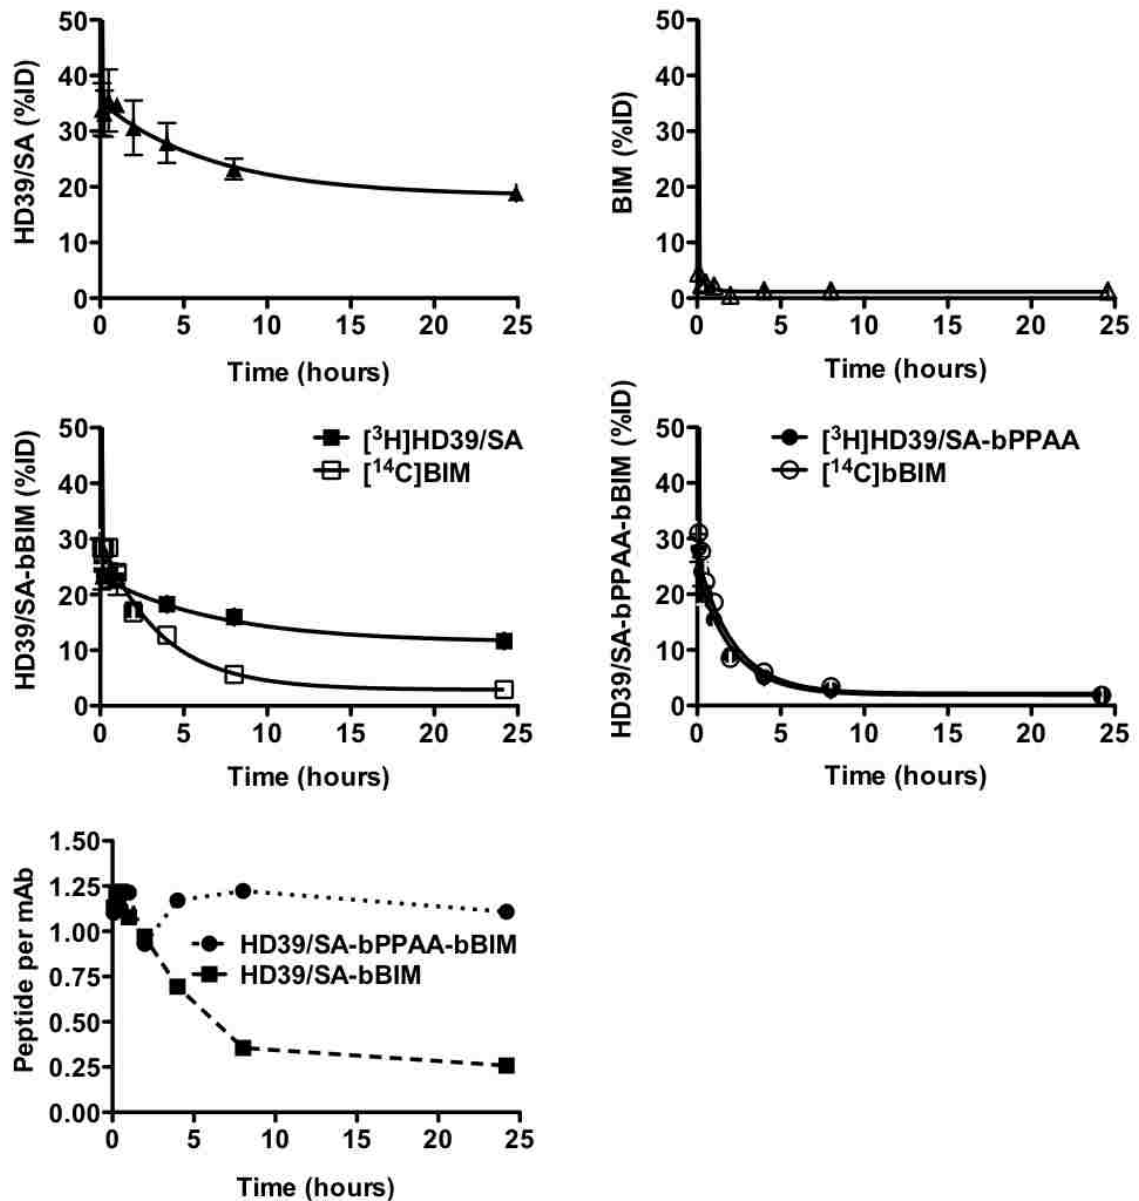 50
40
30
20
10
0
HD39/SA (%ID)
0 5 10 15 20 25
Time (hours)
50
40
30
20
10
0
BIM (%ID)
0 5 10 15 20 25
Time (hours)
50
40
30
20
10
0
HD39/SA-bBIM (%ID)
[³H]HD39/SA
[¹⁴C]BIM
0 5 10 15 20 25
Time (hours)
50
40
30
20
10
0
HD39/SA-bPPAA-bBIM (%ID)
[³H]HD39/SA-bPPAA
[¹⁴C]bBIM
0 5 10 15 20 25
Time (hours)
1.50
1.25
1.00
0.75
0.50
0.25
0.00
Peptide per mAb
HD39/SA-bPPAA-bBIM
HD39/SA-bBIM
0 5 10 15 20 25
Time (hours)